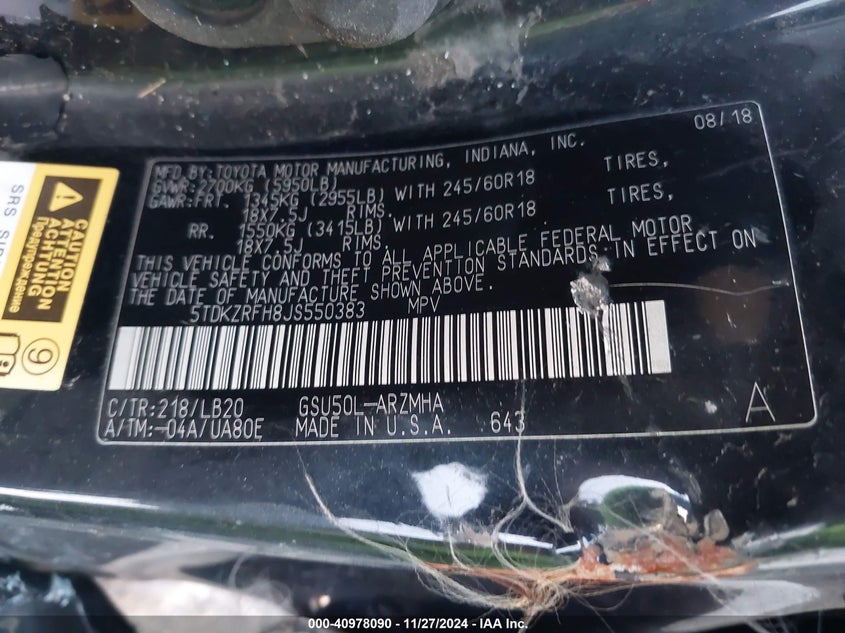 08/18
MFD. BY: TOYOTA MOTOR MANUFACTURING, INDIANA, INC.
GVWR: 2700KG (5950LB)
GAWR: FRT. 1345KG (2955LB) WITH 245/60R18 TIRES,
18X7.5J RIMS.
RR. 1550KG (3415LB) WITH 245/60R18 TIRES,
18X7.5J RIMS.
THIS VEHICLE CONFORMS TO ALL APPLICABLE FEDERAL MOTOR
VEHICLE SAFETY AND THEFT PREVENTION STANDARDS IN EFFECT ON
THE DATE OF MANUFACTURE SHOWN ABOVE.
5TDKZRFH8JS550383 MPV
C/TR:218/LB20 GSU50L-ARZMHA
A/TM:-04A/UA80E MADE IN U.S.A. 643
A
SRS
CAUTION
ATTENTION
ACHTUNG
Предупреждение
9
000-40978090 - 11/27/2024 - IAA Inc.